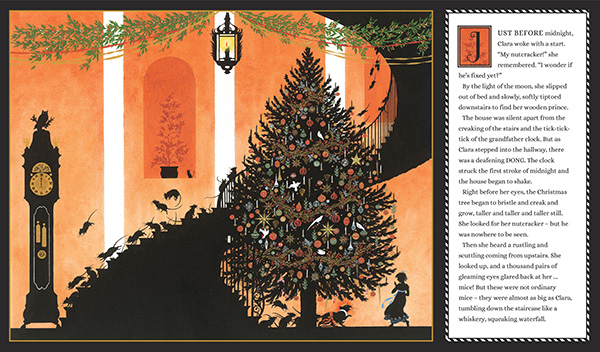 JUST BEFORE midnight,
Clara woke with a start.
“My nutcracker!” she
remembered. “I wonder if
he’s fixed yet?”
By the light of the moon, she slipped
out of bed and slowly, softly tiptoed
downstairs to find her wooden prince.
The house was silent apart from the
creaking of the stairs and the tick-tick-
tick of the grandfather clock. But as
Clara stepped into the hallway, there
was a deafening DONG. The clock
struck the first stroke of midnight and
the house began to shake.
Right before her eyes, the Christmas
tree began to bristle and creak and
grow, taller and taller and taller still.
She looked for her nutcracker – but he
was nowhere to be seen.
Then she heard a rustling and
scuttling coming from upstairs. She
looked up, and a thousand pairs of
gleaming eyes glared back at her ...
mice! But these were not ordinary
mice – they were almost as big as Clara,
tumbling down the staircase like a
whiskery, squeaking waterfall.